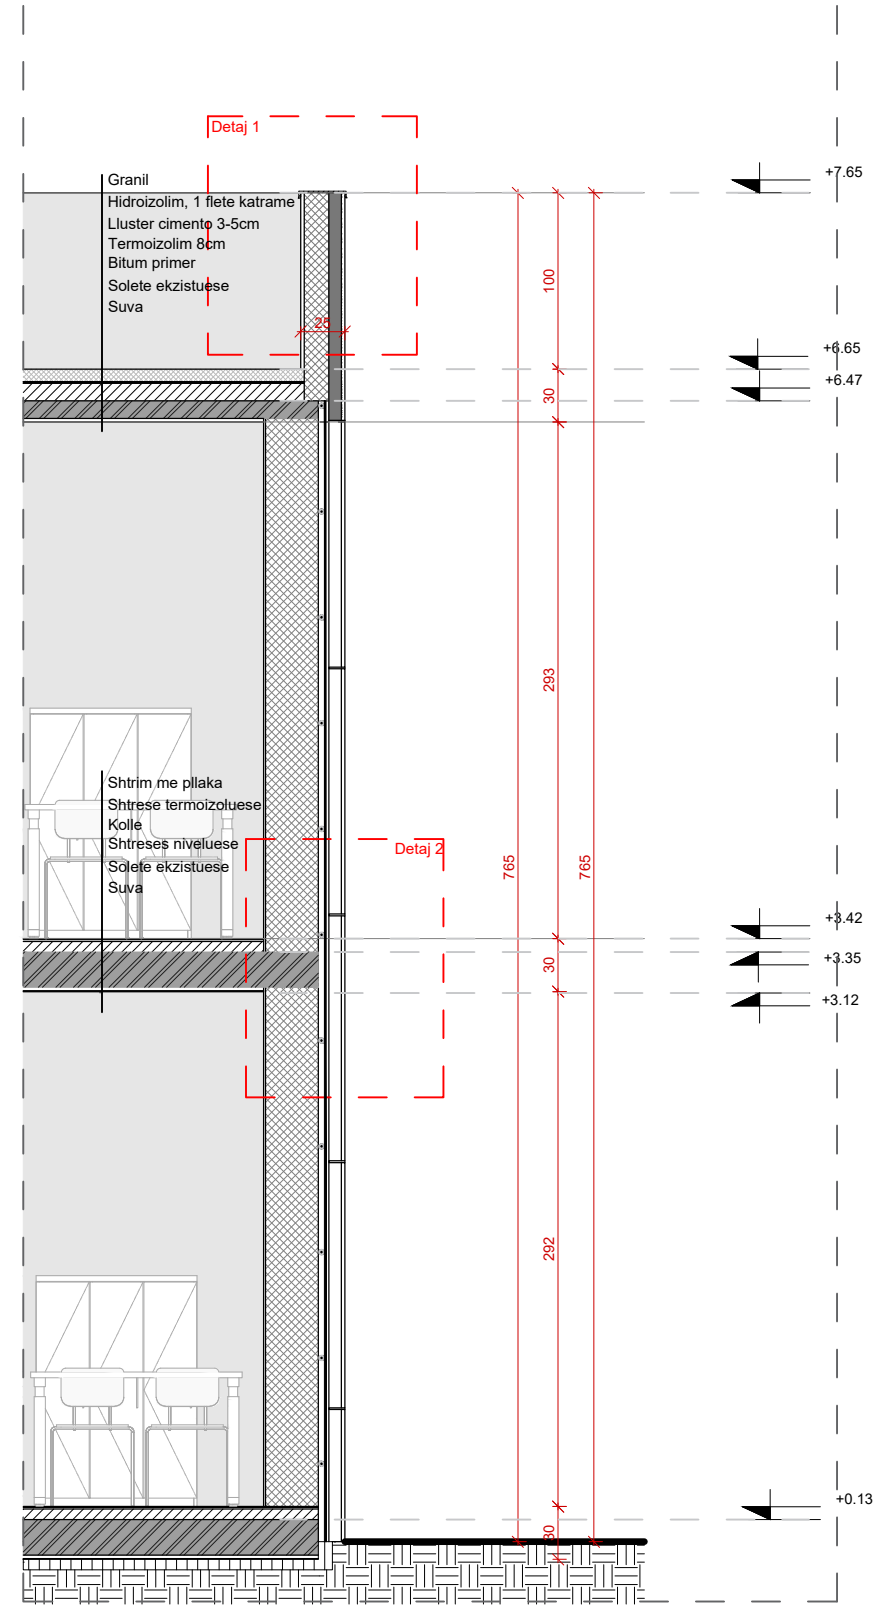 Detaj 1
Granil
Hidroizolim, 1 flete katrame
Lluster cimento 3-5cm
Termoizolim 8cm
Bitum primer
Solete ekzistuese
Suva
25
100
30
293
765
765
30
292
30
+7.65
+6.65
+6.47
Shtrim me pllaka
Shtrese termoizoluese
Kolle
Shtreses niveluese
Solete ekzistuese
Suva
Detaj 2
+3.42
+3.35
+3.12
+0.13